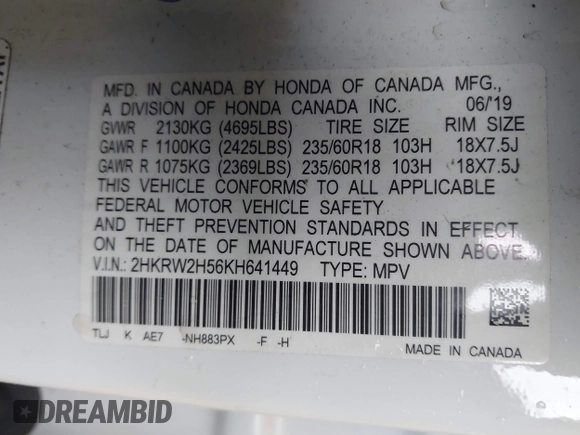 MFD. IN CANADA BY HONDA OF CANADA MFG.,
A DIVISION OF HONDA CANADA INC. 06/'19
GVWR 2130KG (4695LBS) TIRE SIZE RIM SIZE
GAWR F 1100KG (2425LBS) 235/60R18 103H 18X7.5J
GAWR R 1075KG (2369LBS) 235/60R18 103H 18X7.5J
THIS VEHICLE CONFORMS TO ALL APPLICABLE
FEDERAL MOTOR VEHICLE SAFETY
AND THEFT PREVENTION STANDARDS IN EFFECT
ON THE DATE OF MANUFACTURE SHOWN ABOVE.
V.I.N.: 2HKRW2H56KH641449 TYPE: MPV
TLJ K AE7 -NH883PX -F -H
MADE IN CANADA
DREAMBID